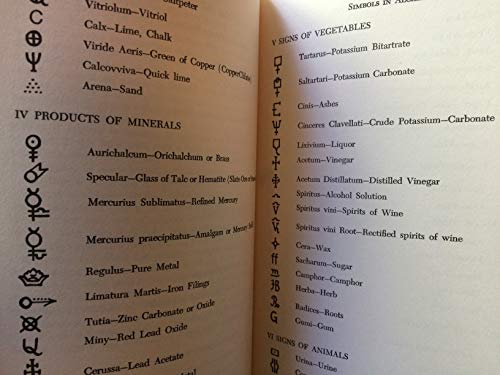 Vitriolum—Vitriol
Calx—Lime, Chalk
Viride Aeris—Green of Copper
Calcovviva—Quick lime
Arena—Sand
IV PRODUCTS OF MINERALS
Aurichalcum—Orichalchum or Brass
Specular—Glass of Talc or Hematite
Mercurius Sublimatus—Refined Mercury
Mercurius praecipitatus—Amalgam or Mercury
Regulus—Pure Metal
Limatura Martis—Iron Filings
Tutia—Zinc Carbonate or Oxide
Miny—Red Lead Oxide
Cerussa—Lead Acetate
SYMBOLS IN
V SIGNS OF VEGETABLES
Tartarus—Potassium Bitartrate
Saltartari—Potassium Carbonate
Cinis—Ashes
Cinceres Clavellati—Crude Potassium—Carbonate
Lixivium—Liquor
Acetum—Vinegar
Acetum Distillatum—Distilled Vinegar
Spiritus—Alcohol Solution
Spiritus vini—Spirits of Wine
Spiritus vini Root—Rectified spirits of wine
Cera—Wax
Sacharum—Sugar
Camphor—Camphor
Herba—Herb
Radices—Roots
Gumi—Gum
VI SIGNS OF ANIMALS
Urina—Urine